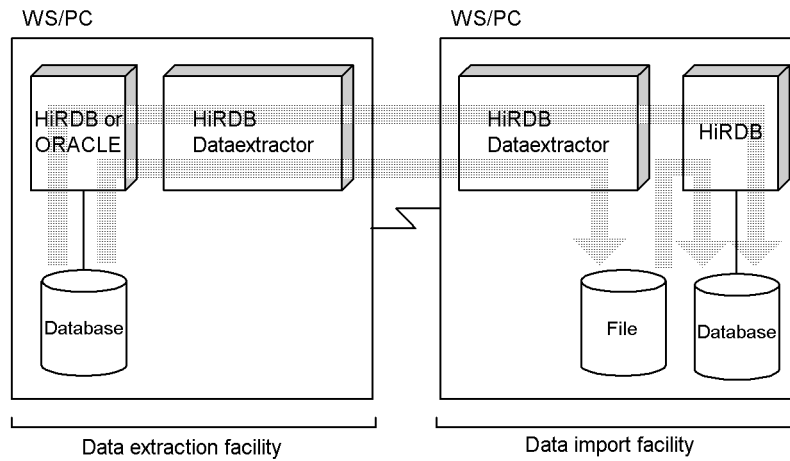 WS/PC
WS/PC
HiRDB or
ORACLE
HiRDB
Dataextractor
HiRDB
Dataextractor
HiRDB
Database
File
Database
Data extraction facility
Data import facility